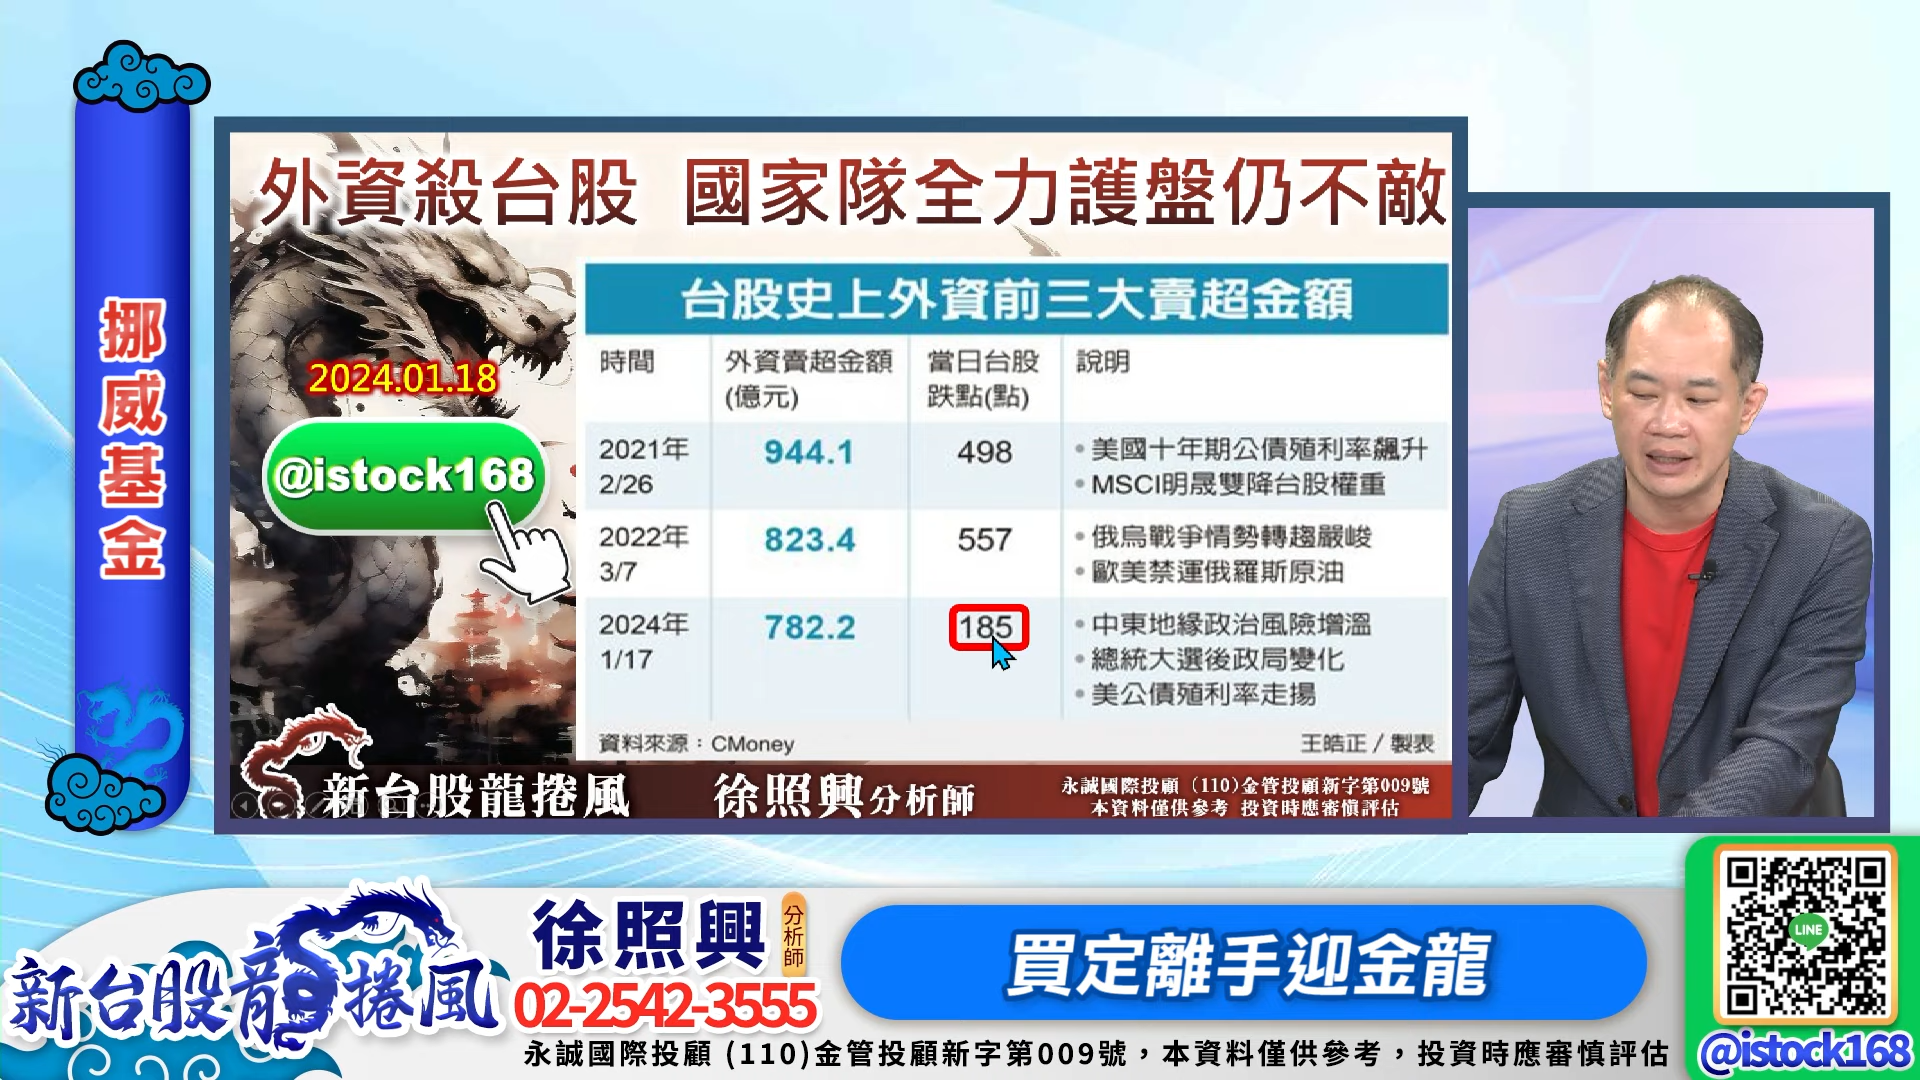 挪威基金
外資殺台股 國家隊全力護盤仍不敵
2024.01.18
@istock168
台股史上外資前三大賣超金額
時間
外資賣超金額
(億元)
當日台股
跌點(點)
說明
2021年
2/26
944.1
498
•美國十年期公債殖利率飆升
•MSCI明晟雙降台股權重
2022年
3/7
823.4
557
•俄烏戰爭情勢轉趨嚴峻
•歐美禁運俄羅斯原油
2024年
1/17
782.2
185
•中東地緣政治風險增溫
•總統大選後政局變化
•美公債殖利率走揚
資料來源：CMoney
王皓正／製表
新台股龍捲風
徐照興分析師
永誠國際投顧 (110)金管投顧新字第009號
本資料僅供參考 投資時應審慎評估
新台股龍捲風
徐照興
分析師
02-2542-3555
買定離手迎金龍
LINE
@istock168
永誠國際投顧 (110)金管投顧新字第009號，本資料僅供參考，投資時應審慎評估